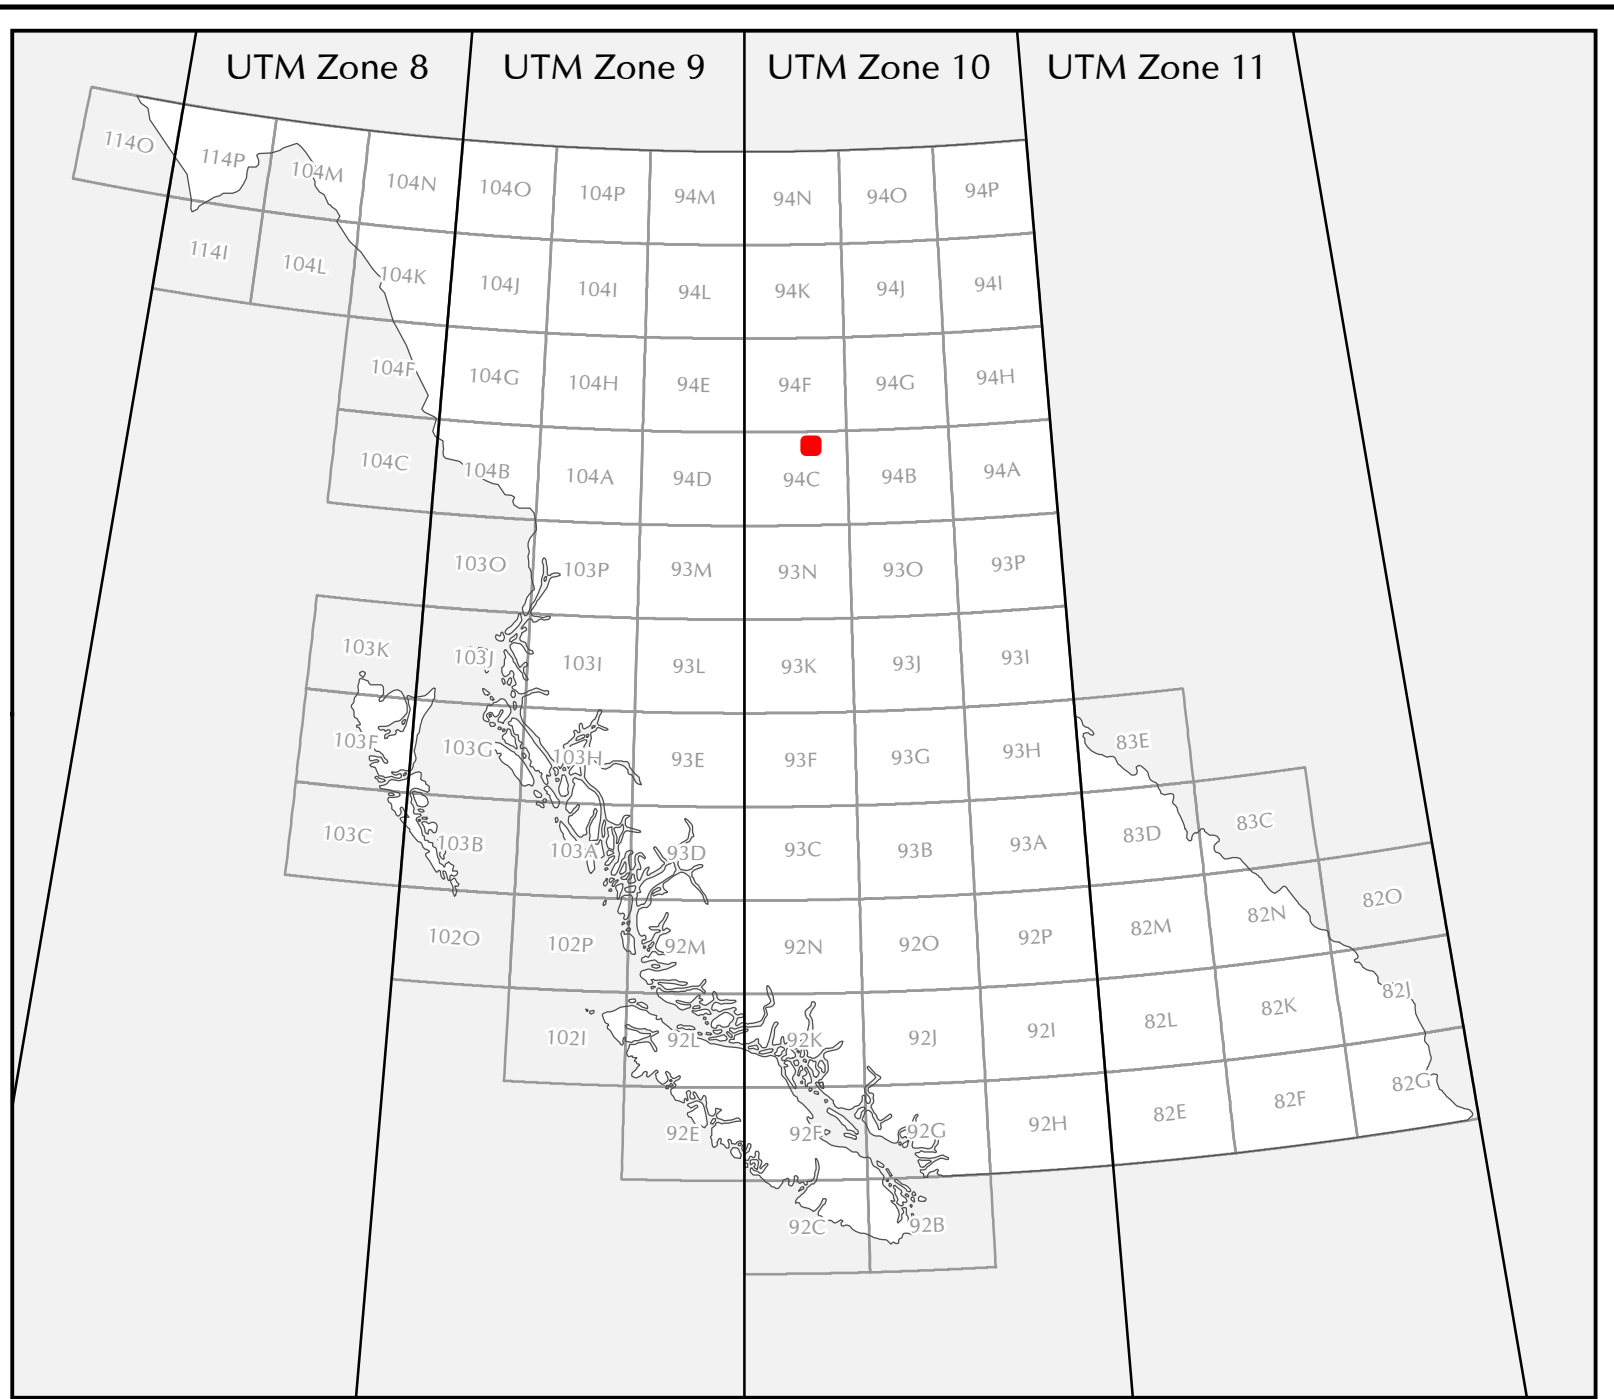 UTM Zone 8 UTM Zone 9 UTM Zone 10 UTM Zone 11
114O 114P 104M 104N 104O 104P 94M 94N 94O 94P
114I 104L 104K 104J 104I 94L 94K 94J 94I
104F 104G 104H 94E 94F 94G 94H
104C 104B 104A 94D 94C 94B 94A
103O 103P 93M 93N 93O 93P
103K 103J 103I 93L 93K 93J 93I
103F 103G 103H 93E 93F 93G 93H 83E
103C 103B 103A 93D 93C 93B 93A 83D 83C
102O 102P 92M 92N 92O 92P 82M 82N 82O
102I 92L 92K 92J 92I 82L 82K 82J
92E 92F 92G 92H 82E 82F 82G
92C 92B